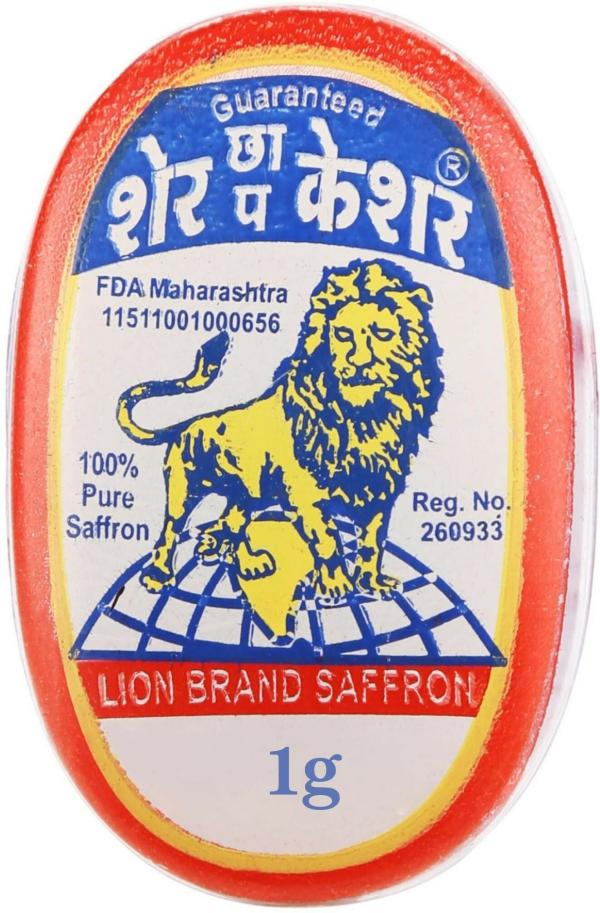 Guaranteed
शेर छाप केशर ®
FDA Maharashtra
11511001000656
100%
Pure
Saffron
Reg. No.
260933
LION BRAND SAFFRON
1g